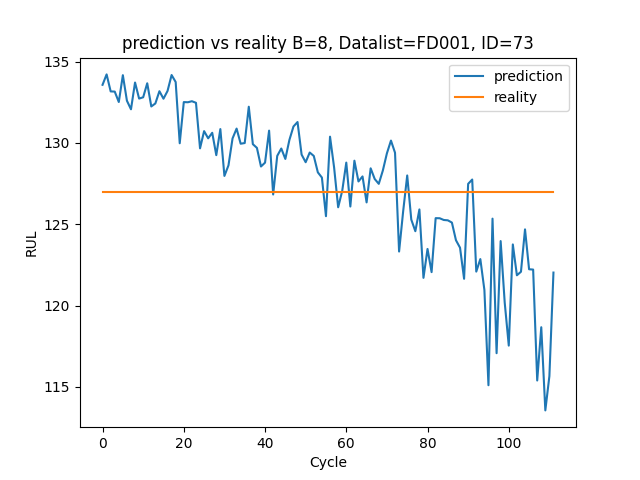 prediction vs reality B=8, Datalist=FD001, ID=73
prediction
reality
135
130
125
120
115
RUL
0 20 40 60 80 100
Cycle